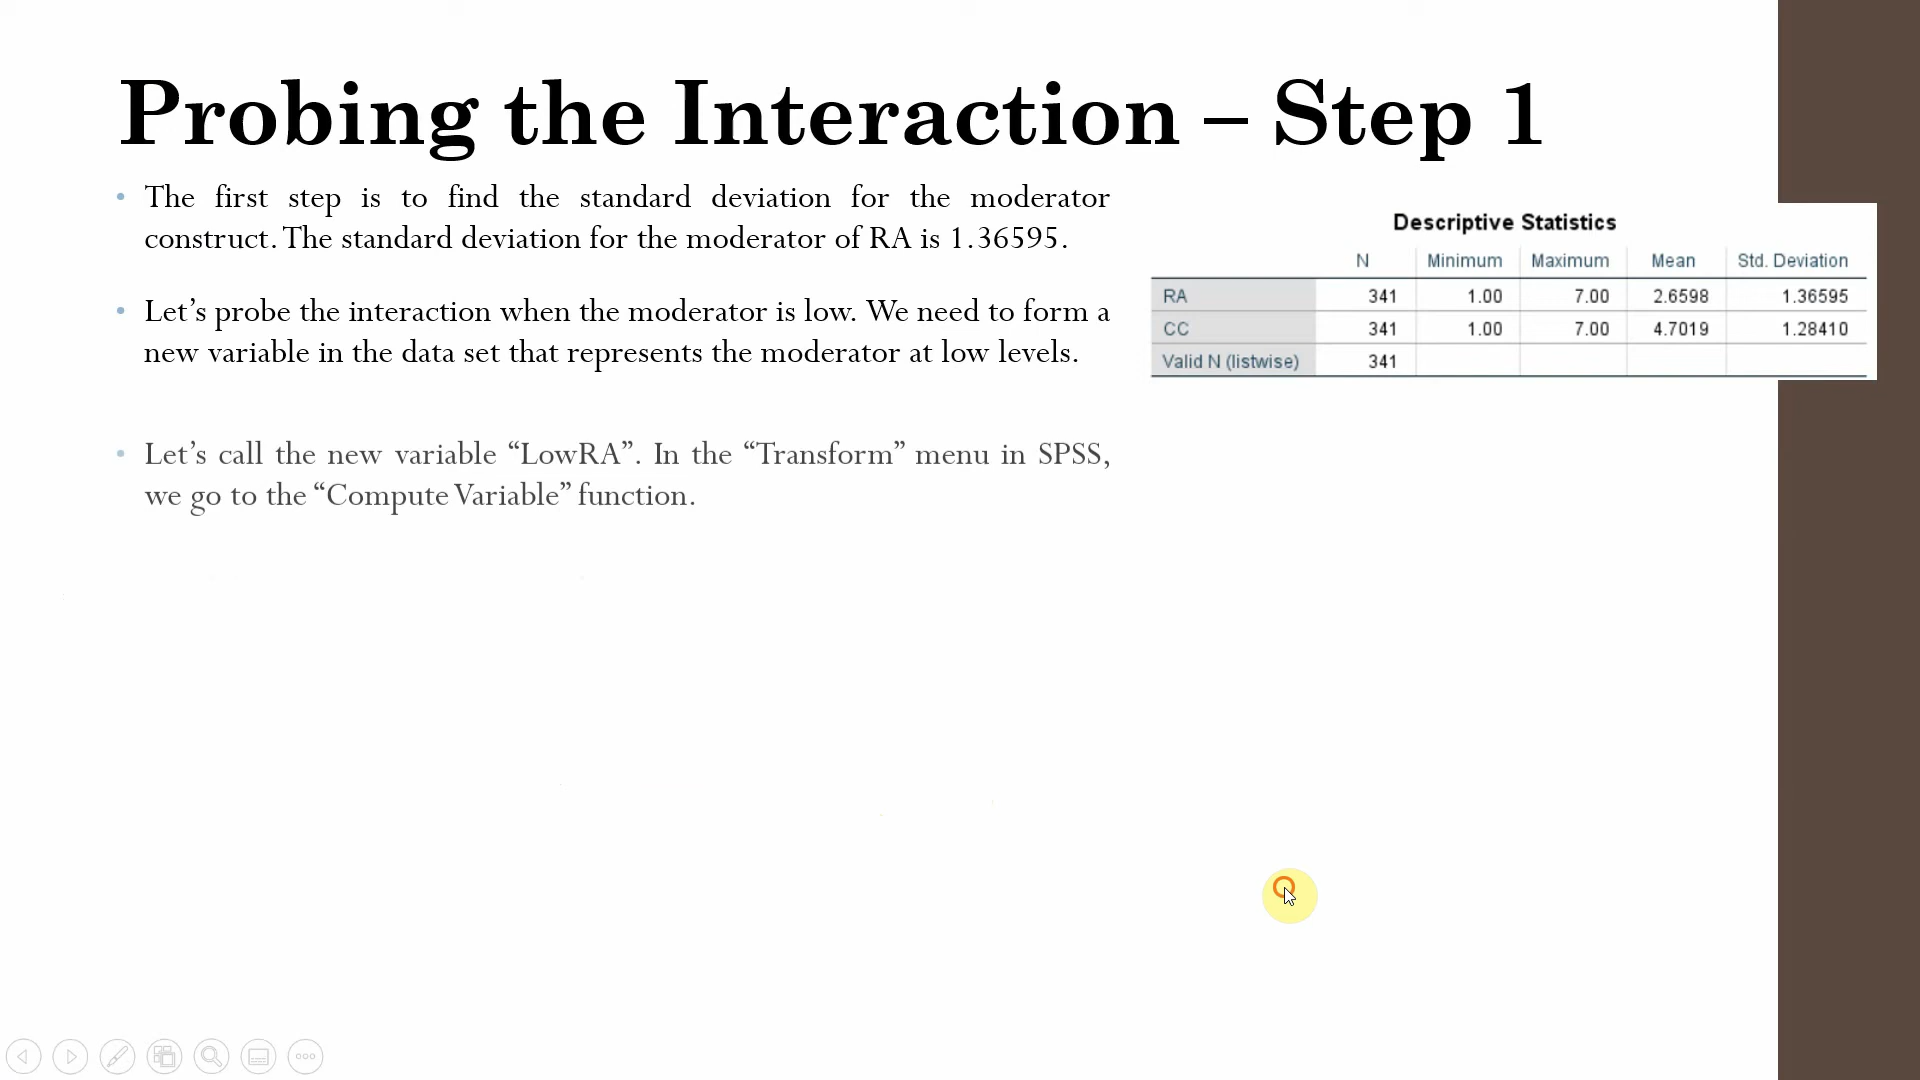 Probing the Interaction – Step 1
• The first step is to find the standard deviation for the moderator
construct. The standard deviation for the moderator of RA is 1.36595.
• Let’s probe the interaction when the moderator is low. We need to form a
new variable in the data set that represents the moderator at low levels.
• Let’s call the new variable “LowRA”. In the “Transform” menu in SPSS,
we go to the “Compute Variable” function.
Descriptive Statistics
N Minimum Maximum Mean Std. Deviation
RA 341 1.00 7.00 2.6598 1.36595
CC 341 1.00 7.00 4.7019 1.28410
Valid N (listwise) 341